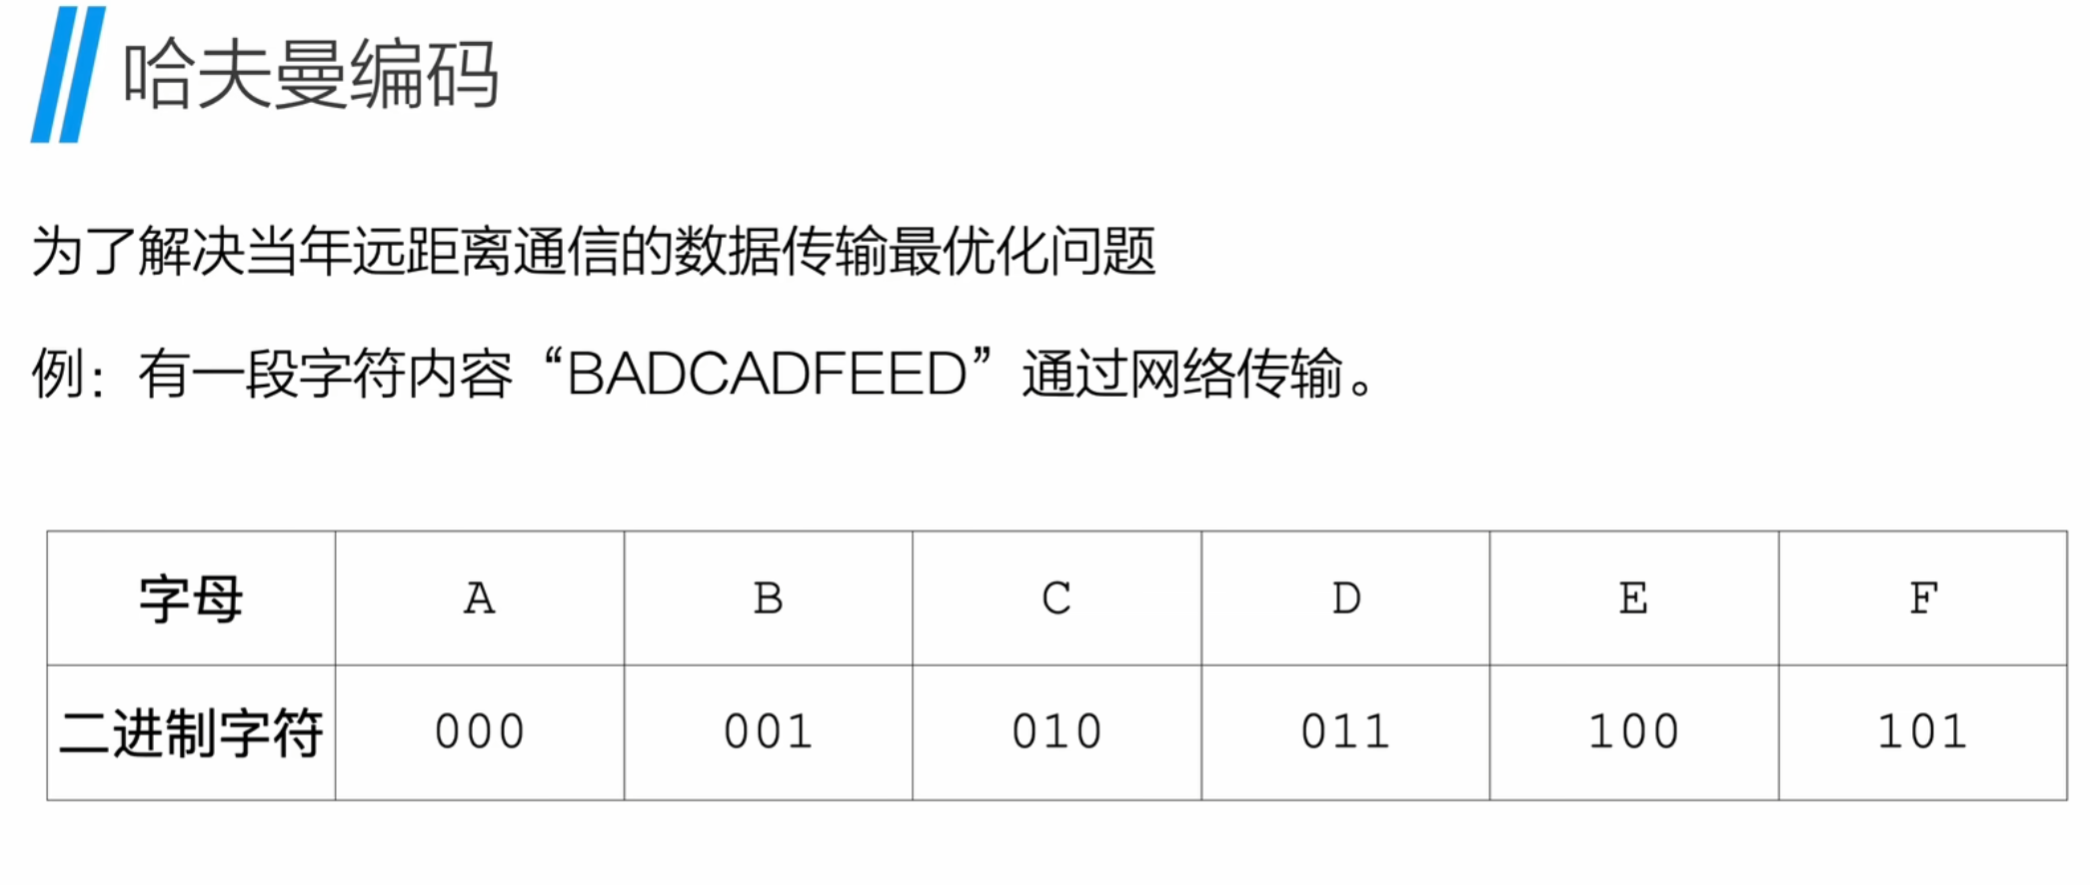 哈夫曼编码
为了解决当年远距离通信的数据传输最优化问题
例：有一段字符内容“BADCADFEED”通过网络传输。
字母 A B C D E F
二进制字符 000 001 010 011 100 101